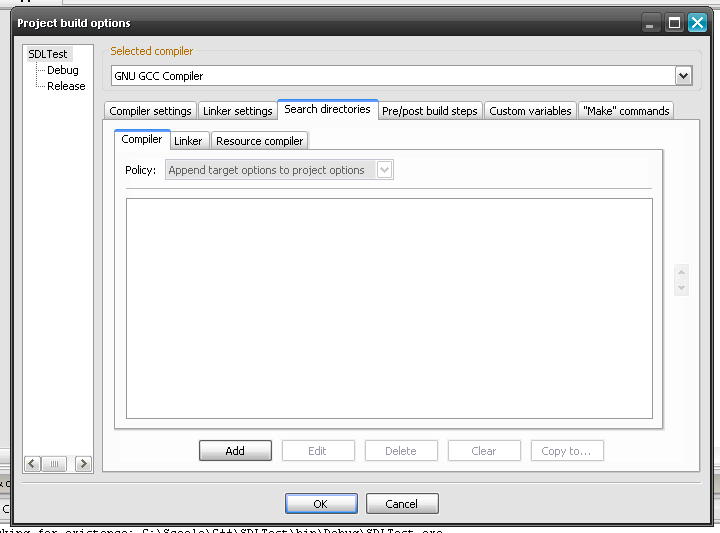 Project build options
SDLTest
Debug
Release
Selected compiler
GNU GCC Compiler
Compiler settings Linker settings Search directories Pre/post build steps Custom variables "Make" commands
Compiler Linker Resource compiler
Policy: Append target options to project options
Add Edit Delete Clear Copy to...
OK Cancel